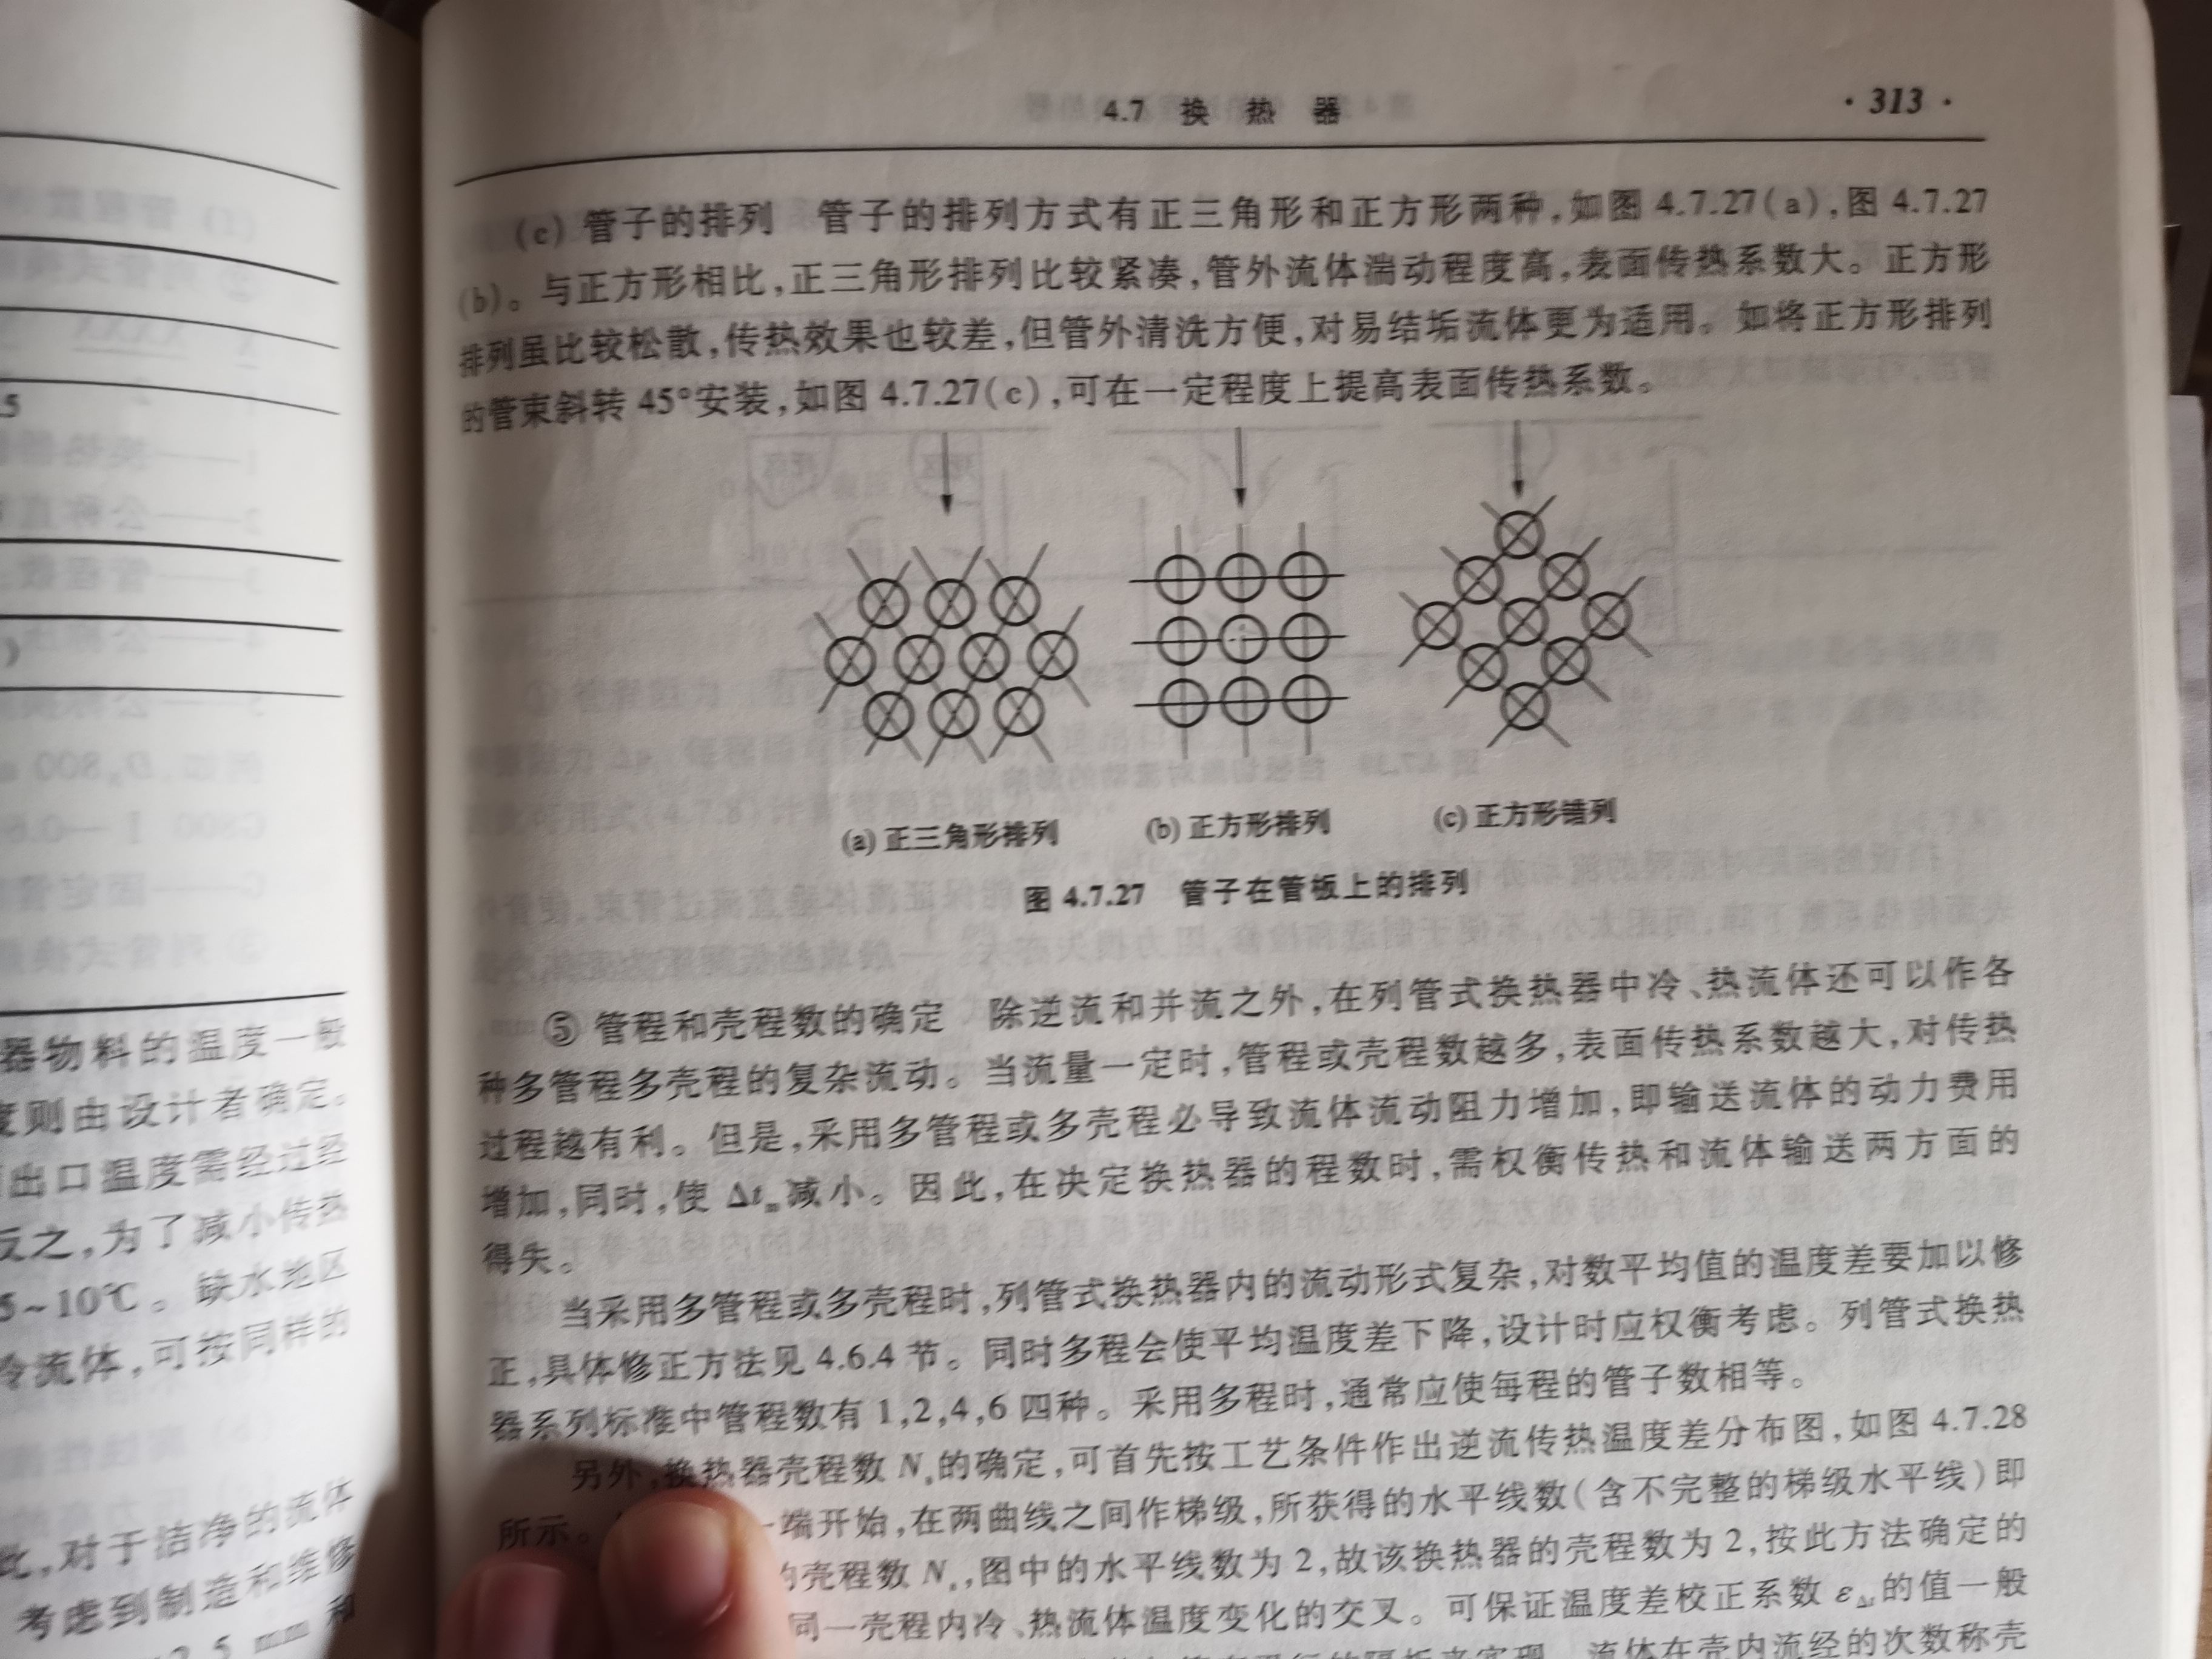 5
)
器物料的温度一般
度则由设计者确定。
出口温度需经过经
反之,为了减小传热
5~10℃。缺水地区
冷流体,可按同样的
此,对于洁净的流体
考虑到制造和维修
2.5 mm 和
4.7 换 热 器
·313·
(c) 管子的排列 管子的排列方式有正三角形和正方形两种,如图 4.7.27(a),图 4.7.27
(b)。与正方形相比,正三角形排列比较紧凑,管外流体湍动程度高,表面传热系数大。正方形
排列虽比较松散,传热效果也较差,但管外清洗方便,对易结垢流体更为适用。如将正方形排列
的管束斜转 45°安装,如图 4.7.27(c),可在一定程度上提高表面传热系数。
(a) 正三角形排列
(b) 正方形排列
(c) 正方形错列
图 4.7.27 管子在管板上的排列
⑤ 管程和壳程数的确定 除逆流和并流之外,在列管式换热器中冷、热流体还可以作各
种多管程多壳程的复杂流动。当流量一定时,管程或壳程数越多,表面传热系数越大,对传热
过程越有利。但是,采用多管程或多壳程必导致流体流动阻力增加,即输送流体的动力费用
增加,同时,使 Δtₘ减小。因此,在决定换热器的程数时,需权衡传热和流体输送两方面的
得失。
当采用多管程或多壳程时,列管式换热器内的流动形式复杂,对数平均值的温度差要加以修
正,具体修正方法见 4.6.4 节。同时多程会使平均温度差下降,设计时应权衡考虑。列管式换热
器系列标准中管程数有 1,2,4,6 四种。采用多程时,通常应使每程的管子数相等。
另外,换热器壳程数 Nₛ的确定,可首先按工艺条件作出逆流传热温度差分布图,如图 4.7.28
所示。一端开始,在两曲线之间作梯级,所获得的水平线数(含不完整的梯级水平线)即
的壳程数 Nₛ,图中的水平线数为 2,故该换热器的壳程数为 2,按此方法确定的
同一壳程内冷、热流体温度变化的交叉。可保证温度差校正系数 ε_Δt的值一般
的隔板来实现。流体在壳内流经的次数称壳